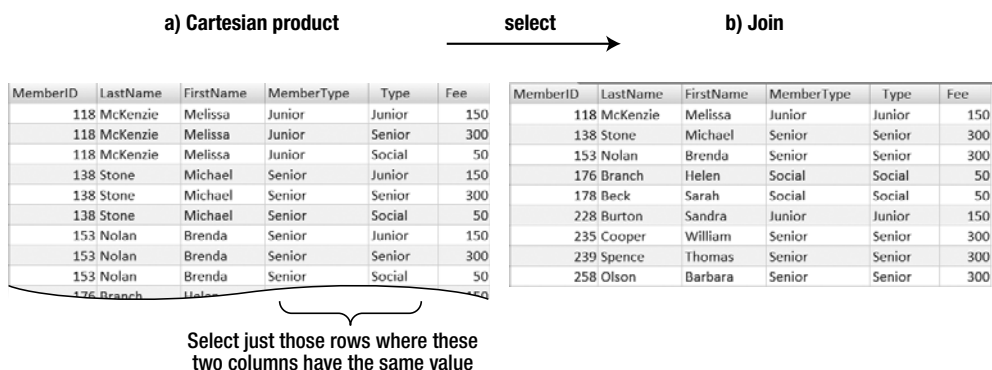 a) Cartesian product select b) Join
MemberID LastName FirstName MemberType Type Fee
118 McKenzie Melissa Junior Junior 150
118 McKenzie Melissa Junior Senior 300
118 McKenzie Melissa Junior Social 50
138 Stone Michael Senior Junior 150
138 Stone Michael Senior Senior 300
138 Stone Michael Senior Social 50
153 Nolan Brenda Senior Junior 150
153 Nolan Brenda Senior Senior 300
153 Nolan Brenda Senior Social 50
176 Branch Helen 150
Select just those rows where these
two columns have the same value
MemberID LastName FirstName MemberType Type Fee
118 McKenzie Melissa Junior Junior 150
138 Stone Michael Senior Senior 300
153 Nolan Brenda Senior Senior 300
176 Branch Helen Social Social 50
178 Beck Sarah Social Social 50
228 Burton Sandra Junior Junior 150
235 Cooper William Senior Senior 300
239 Spence Thomas Senior Senior 300
258 Olson Barbara Senior Senior 300